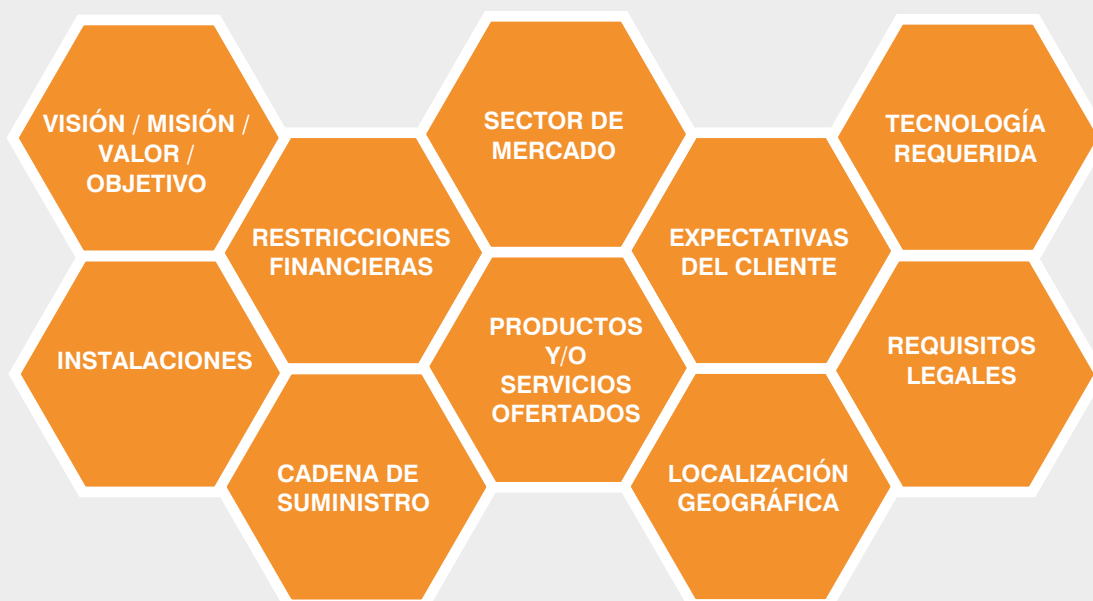 VISIÓN / MISIÓN /
VALOR /
OBJETIVO
SECTOR DE
MERCADO
TECNOLOGÍA
REQUERIDA
RESTRICCIONES
FINANCIERAS
EXPECTATIVAS
DEL CLIENTE
INSTALACIONES
PRODUCTOS
Y/O
SERVICIOS
OFERTADOS
REQUISITOS
LEGALES
CADENA DE
SUMINISTRO
LOCALIZACIÓN
GEOGRÁFICA